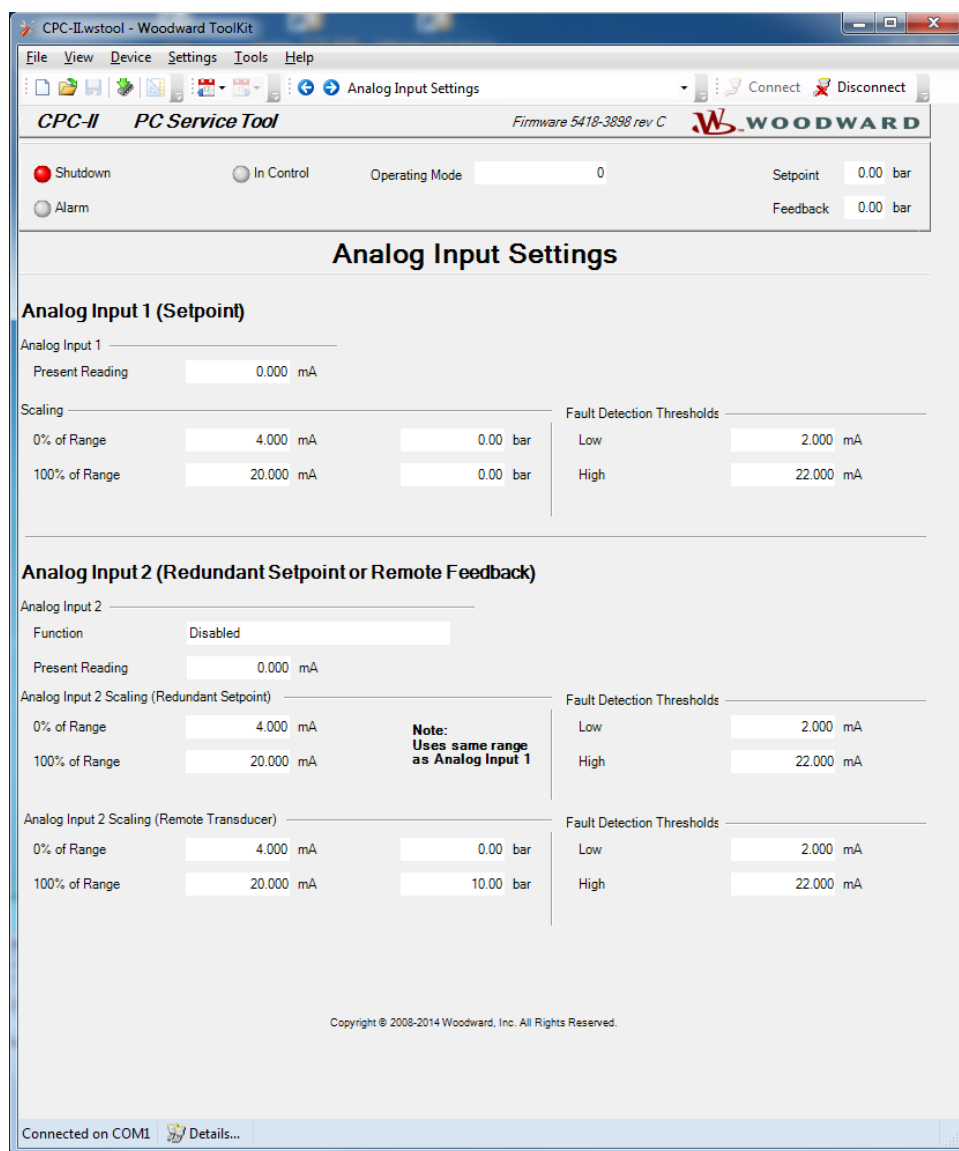 CPC-II.wstool - Woodward ToolKit
File View Device Settings Tools Help
Analog Input Settings Connect Disconnect
CPC-II PC Service Tool Firmware 5418-3898 rev C WOODWARD
Shutdown In Control Operating Mode 0 Setpoint 0.00 bar
Alarm Feedback 0.00 bar
Analog Input Settings
Analog Input 1 (Setpoint)
Analog Input 1
Present Reading 0.000 mA
Scaling Fault Detection Thresholds
0% of Range 4.000 mA 0.00 bar Low 2.000 mA
100% of Range 20.000 mA 0.00 bar High 22.000 mA
Analog Input 2 (Redundant Setpoint or Remote Feedback)
Analog Input 2
Function Disabled
Present Reading 0.000 mA
Analog Input 2 Scaling (Redundant Setpoint) Fault Detection Thresholds
0% of Range 4.000 mA Note: Low 2.000 mA
Uses same range
100% of Range 20.000 mA as Analog Input 1 High 22.000 mA
Analog Input 2 Scaling (Remote Transducer) Fault Detection Thresholds
0% of Range 4.000 mA 0.00 bar Low 2.000 mA
100% of Range 20.000 mA 10.00 bar High 22.000 mA
Copyright © 2008-2014 Woodward, Inc. All Rights Reserved.
Connected on COM1 Details...